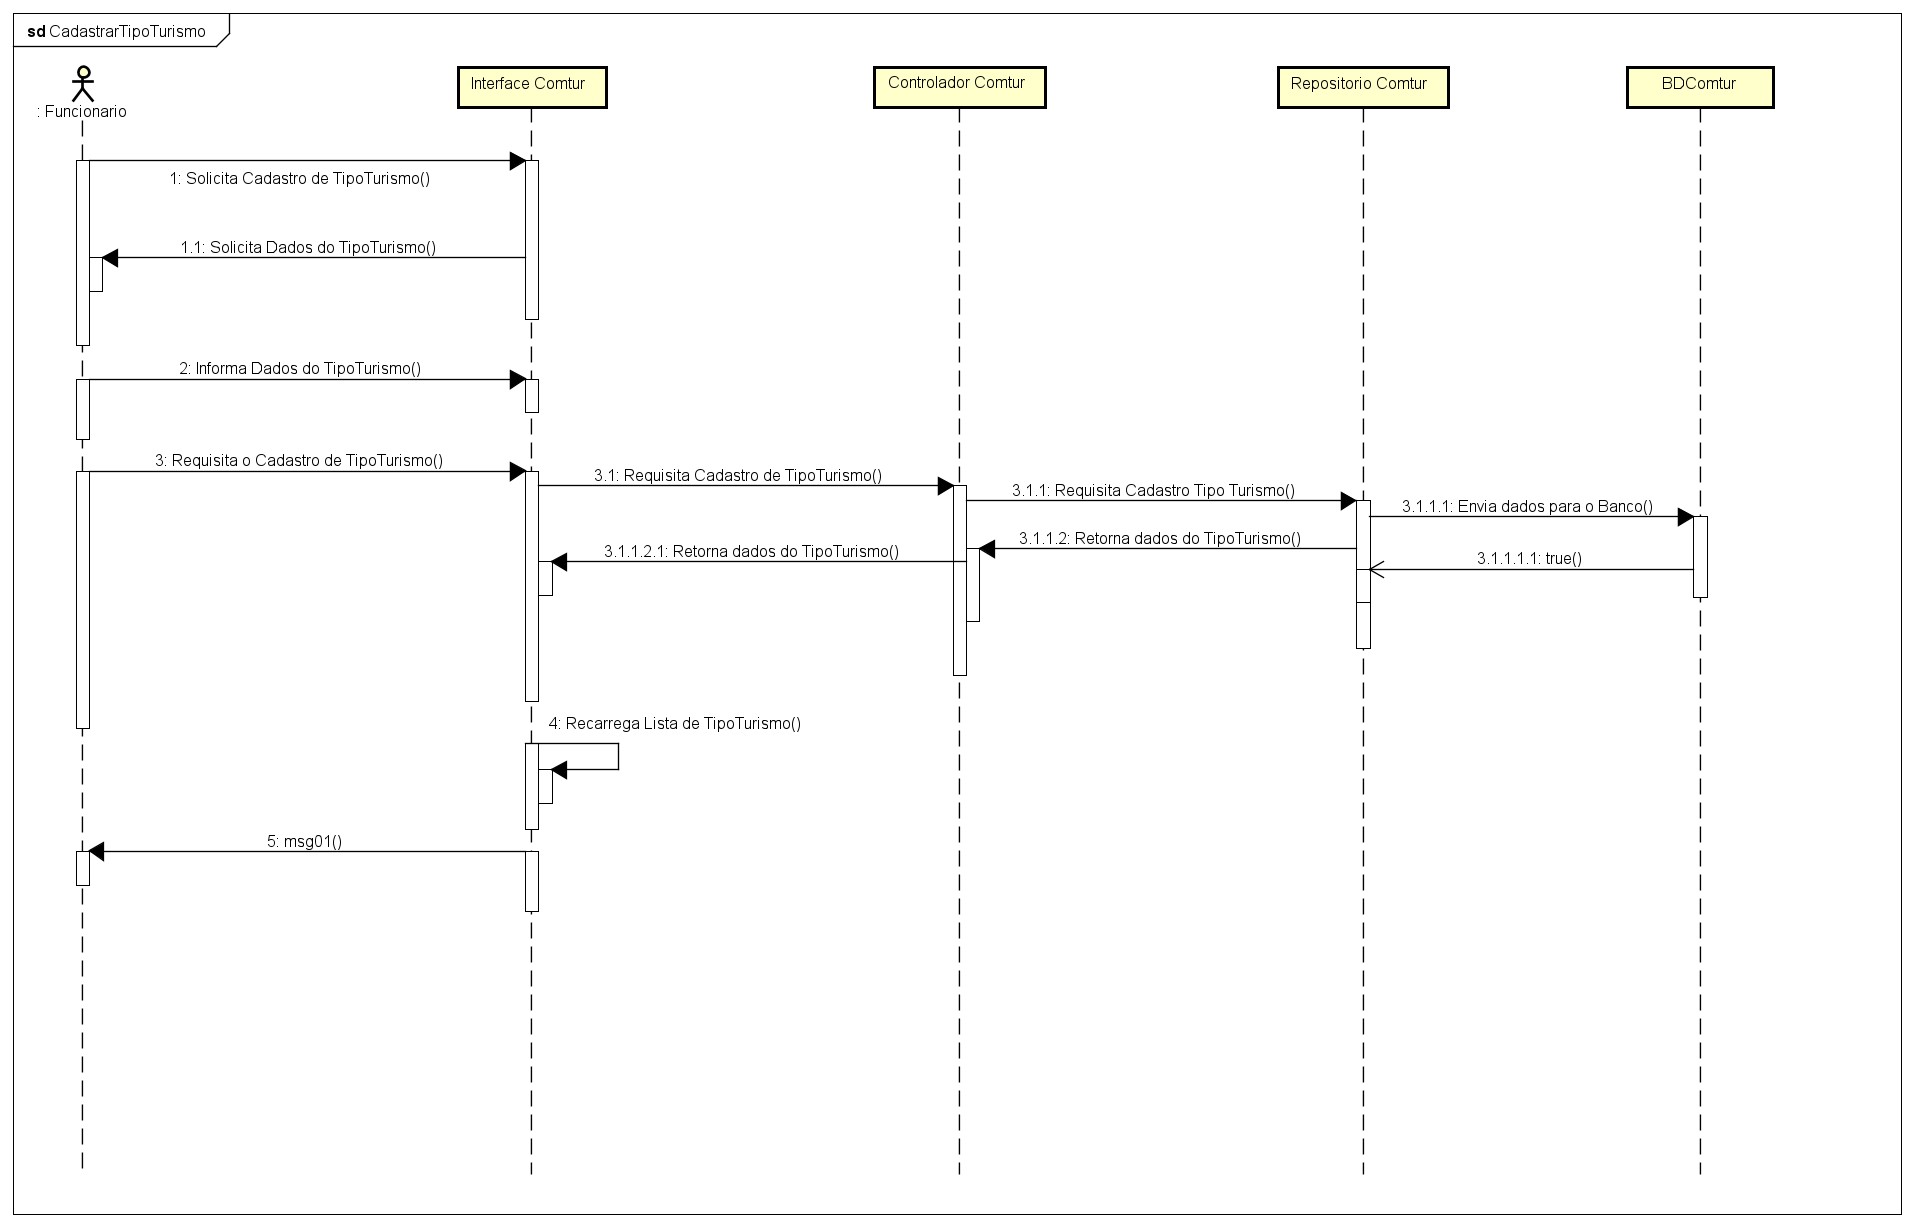 sd CadastrarTipoTurismo
: Funcionario
Interface Comtur
Controlador Comtur
Repositorio Comtur
BDComtur
1: Solicita Cadastro de TipoTurismo()
1.1: Solicita Dados do TipoTurismo()
2: Informa Dados do TipoTurismo()
3: Requisita o Cadastro de TipoTurismo()
3.1: Requisita Cadastro de TipoTurismo()
3.1.1: Requisita Cadastro Tipo Turismo()
3.1.1.1: Envia dados para o Banco()
3.1.1.2: Retorna dados do TipoTurismo()
3.1.1.2.1: Retorna dados do TipoTurismo()
3.1.1.1.1: true()
4: Recarrega Lista de TipoTurismo()
5: msg01()